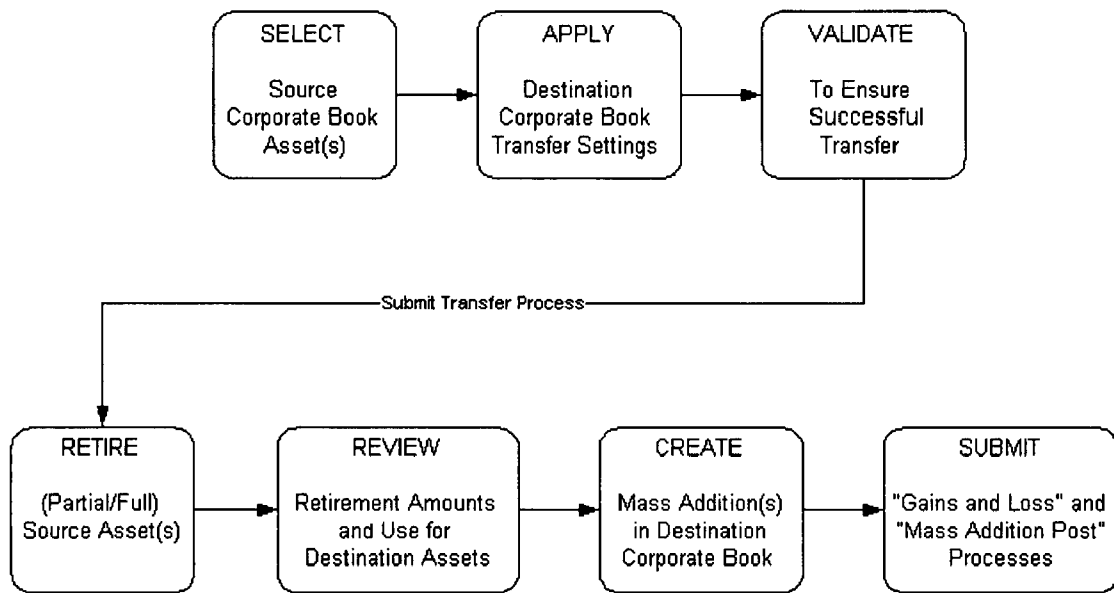 SELECT
Source
Corporate Book
Asset(s)
APPLY
Destination
Corporate Book
Transfer Settings
VALIDATE
To Ensure
Successful
Transfer
Submit Transfer Process
RETIRE
(Partial/Full)
Source Asset(s)
REVIEW
Retirement Amounts
and Use for
Destination Assets
CREATE
Mass Addition(s)
in Destination
Corporate Book
SUBMIT
"Gains and Loss" and
"Mass Addition Post"
Processes